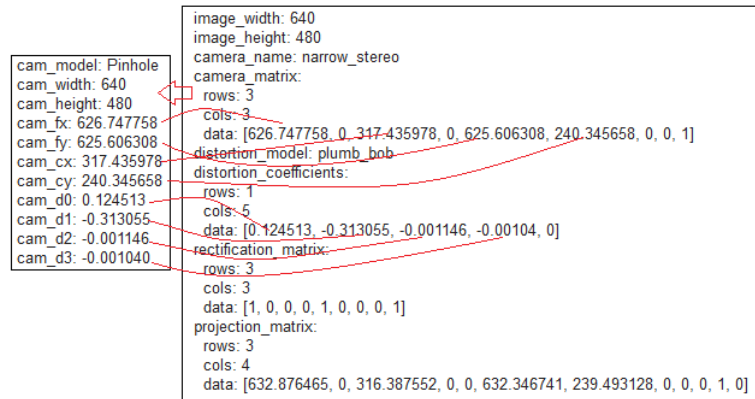 cam_model: Pinhole
cam_width: 640
cam_height: 480
cam_fx: 626.747758
cam_fy: 625.606308
cam_cx: 317.435978
cam_cy: 240.345658
cam_d0: 0.124513
cam_d1: -0.313055
cam_d2: -0.001146
cam_d3: -0.001040
image_width: 640
image_height: 480
camera_name: narrow_stereo
camera_matrix:
rows: 3
cols: 3
data: [626.747758, 0, 317.435978, 0, 625.606308, 240.345658, 0, 0, 1]
distortion_model: plumb_bob
distortion_coefficients:
rows: 1
cols: 5
data: [0.124513, -0.313055, -0.001146, -0.00104, 0]
rectification_matrix:
rows: 3
cols: 3
data: [1, 0, 0, 0, 1, 0, 0, 0, 1]
projection_matrix:
rows: 3
cols: 4
data: [632.876465, 0, 316.387552, 0, 0, 632.346741, 239.493128, 0, 0, 0, 1, 0]